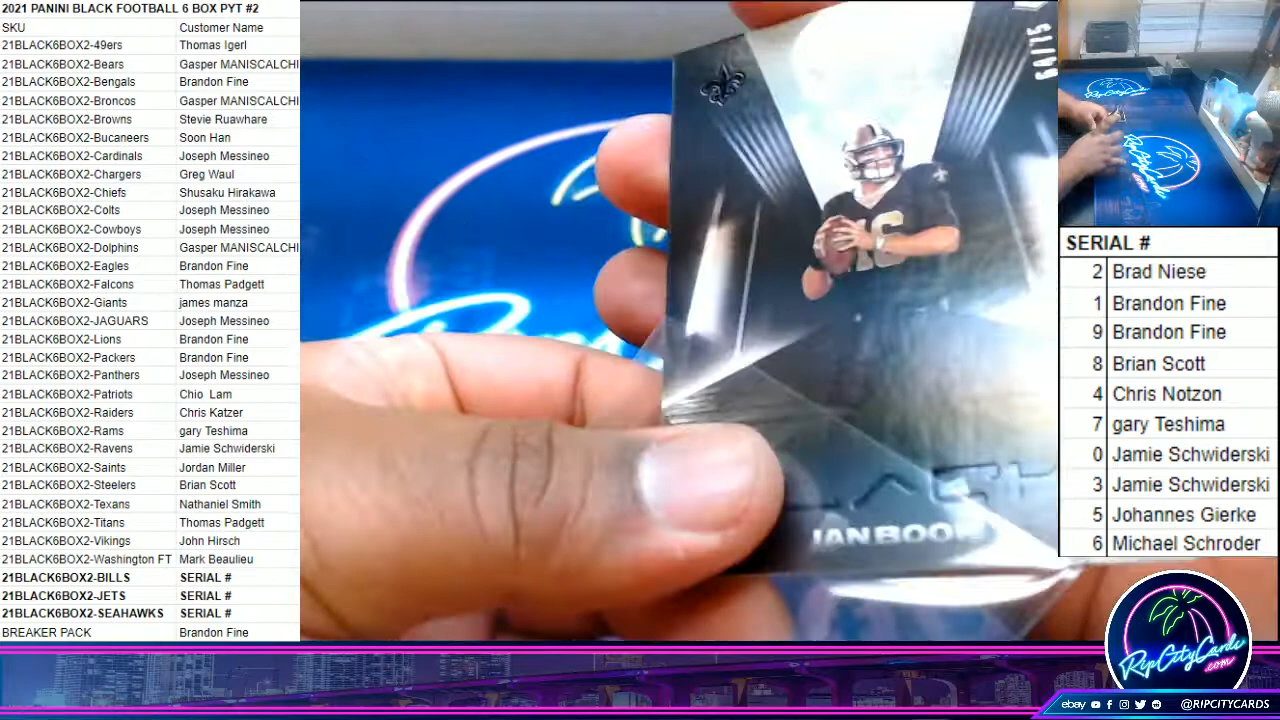 2021 PANINI BLACK FOOTBALL 6 BOX PYT #2
SKU Customer Name
21BLACK6BOX2-49ers Thomas Igerl
21BLACK6BOX2-Bears Gasper MANISCALCHI
21BLACK6BOX2-Bengals Brandon Fine
21BLACK6BOX2-Broncos Gasper MANISCALCHI
21BLACK6BOX2-Browns Stevie Ruawhare
21BLACK6BOX2-Bucaneers Soon Han
21BLACK6BOX2-Cardinals Joseph Messineo
21BLACK6BOX2-Chargers Greg Waul
21BLACK6BOX2-Chiefs Shusaku Hirakawa
21BLACK6BOX2-Colts Joseph Messineo
21BLACK6BOX2-Cowboys Joseph Messineo
21BLACK6BOX2-Dolphins Gasper MANISCALCHI
21BLACK6BOX2-Eagles Brandon Fine
21BLACK6BOX2-Falcons Thomas Padgett
21BLACK6BOX2-Giants james manza
21BLACK6BOX2-JAGUARS Joseph Messineo
21BLACK6BOX2-Lions Brandon Fine
21BLACK6BOX2-Packers Brandon Fine
21BLACK6BOX2-Panthers Joseph Messineo
21BLACK6BOX2-Patriots Chio Lam
21BLACK6BOX2-Raiders Chris Katzer
21BLACK6BOX2-Rams gary Teshima
21BLACK6BOX2-Ravens Jamie Schwiderski
21BLACK6BOX2-Saints Jordan Miller
21BLACK6BOX2-Steelers Brian Scott
21BLACK6BOX2-Texans Nathaniel Smith
21BLACK6BOX2-Titans Thomas Padgett
21BLACK6BOX2-Vikings John Hirsch
21BLACK6BOX2-Washington FT Mark Beaulieu
21BLACK6BOX2-BILLS SERIAL #
21BLACK6BOX2-JETS SERIAL #
21BLACK6BOX2-SEAHAWKS SERIAL #
BREAKER PACK Brandon Fine
16
IAN BOOK
SERIAL #
2 Brad Niese
1 Brandon Fine
9 Brandon Fine
8 Brian Scott
4 Chris Notzon
7 gary Teshima
0 Jamie Schwiderski
3 Jamie Schwiderski
5 Johannes Gierke
6 Michael Schroder
RipCityCards
.com
ebay @RIPCITYCARDS